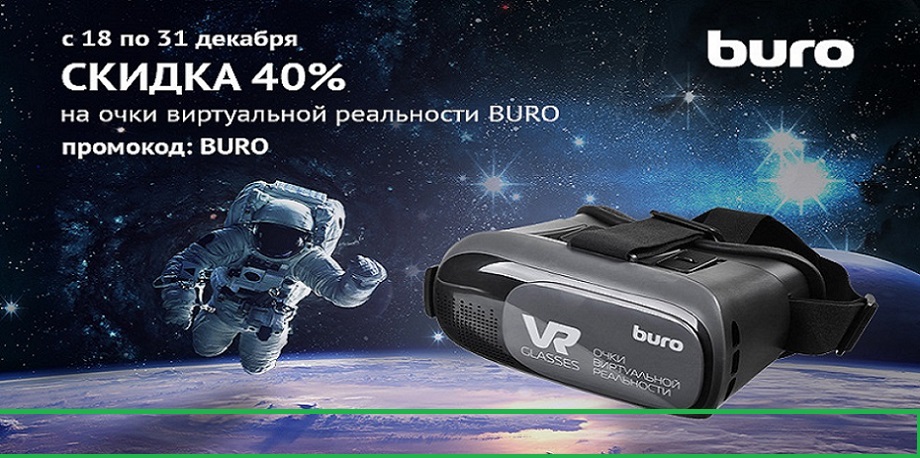 с 18 по 31 декабря
СКИДКА 40%
на очки виртуальной реальности BURO
промокод: BURO
buro
VR
GLASSES
buro
ОЧКИ
ВИРТУАЛЬНОЙ
РЕАЛЬНОСТИ